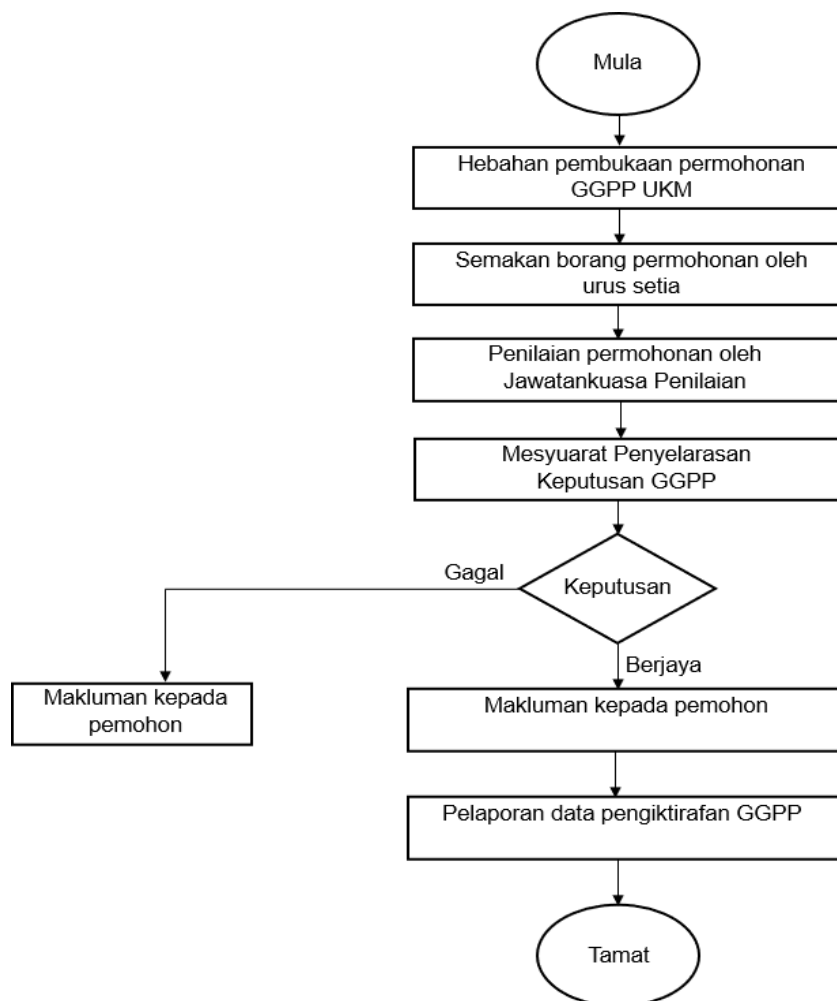 Mula
Hebahan pembukaan permohonan
GGPP UKM
Semakan borang permohonan oleh
urus setia
Penilaian permohonan oleh
Jawatankuasa Penilaian
Mesyuarat Penyelarasan
Keputusan GGPP
Gagal
Keputusan
Berjaya
Makluman kepada
pemohon
Makluman kepada pemohon
Pelaporan data pengiktirafan GGPP
Tamat